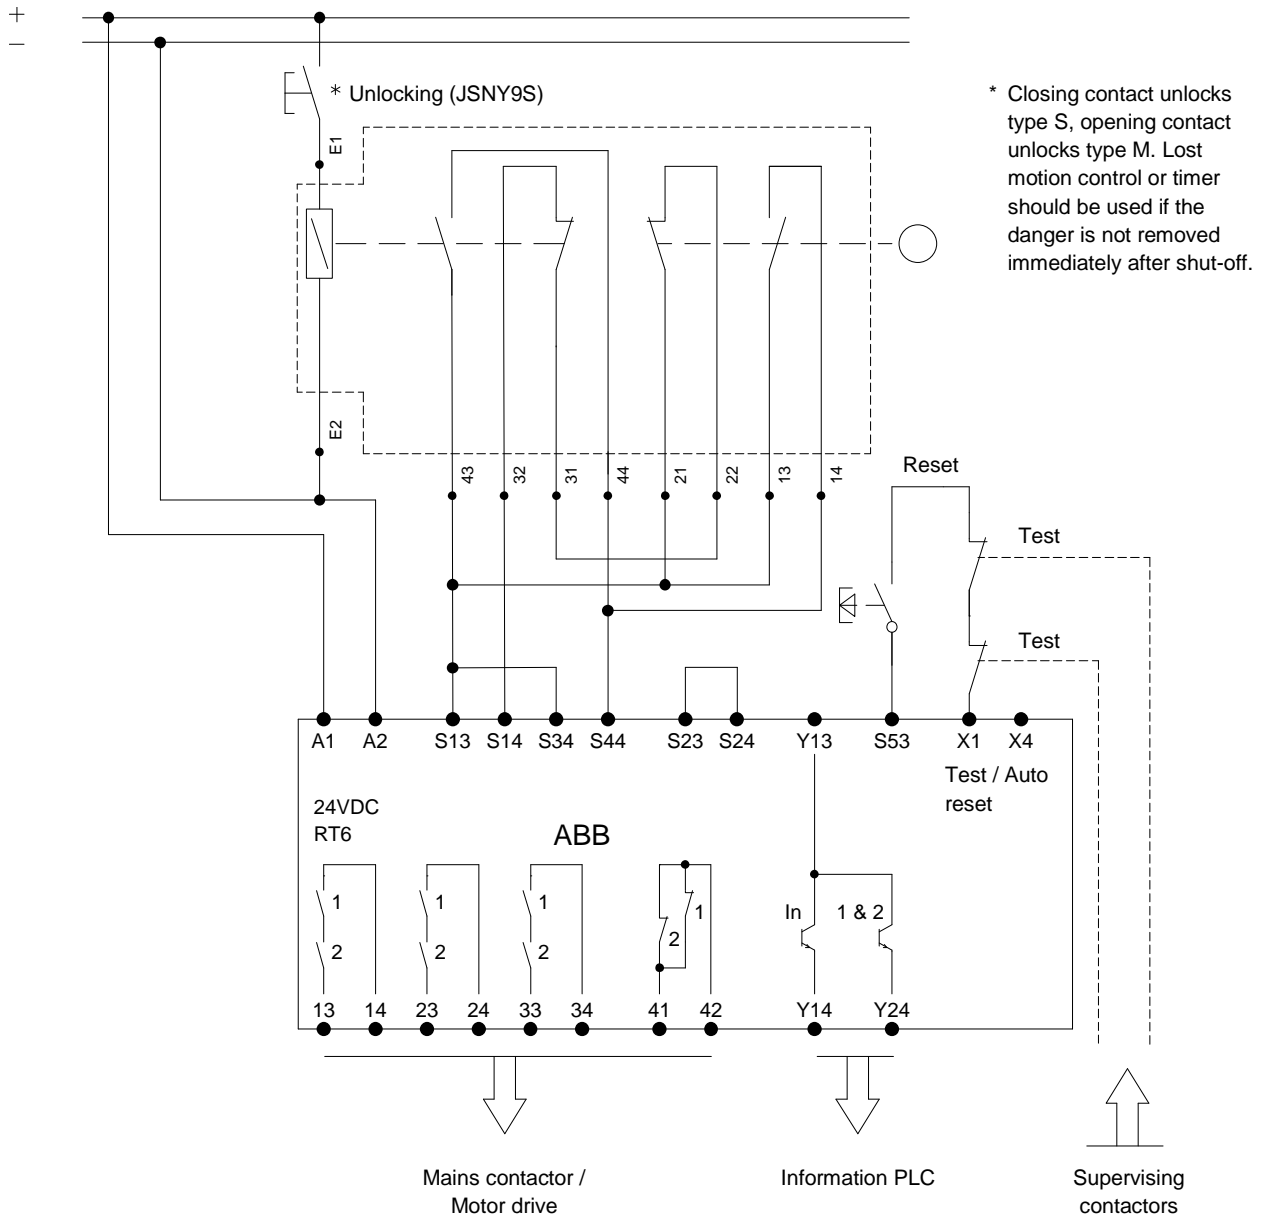 +
–
* Unlocking (JSNY9S)
* Closing contact unlocks
type S, opening contact
unlocks type M. Lost
motion control or timer
should be used if the
danger is not removed
immediately after shut-off.
E1
E2
43
32
31
44
21
22
13
14
Reset
Test
Test
A1
A2
S13
S14
S34
S44
S23
S24
Y13
S53
X1
X4
Test / Auto
reset
24VDC
RT6
ABB
1
1
1
1
In
1 & 2
2
2
2
2
13
14
23
24
33
34
41
42
Y14
Y24
Mains contactor /
Motor drive
Information PLC
Supervising
contactors